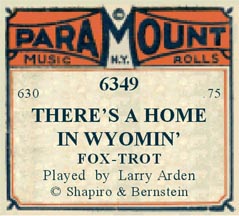 ©
PARAMOUNT
MUSIC N.Y. ROLLS
6349
630 75
THERE'S A HOME
IN WYOMIN'
FOX-TROT
Played by Larry Arden
© Shapiro & Bernstein